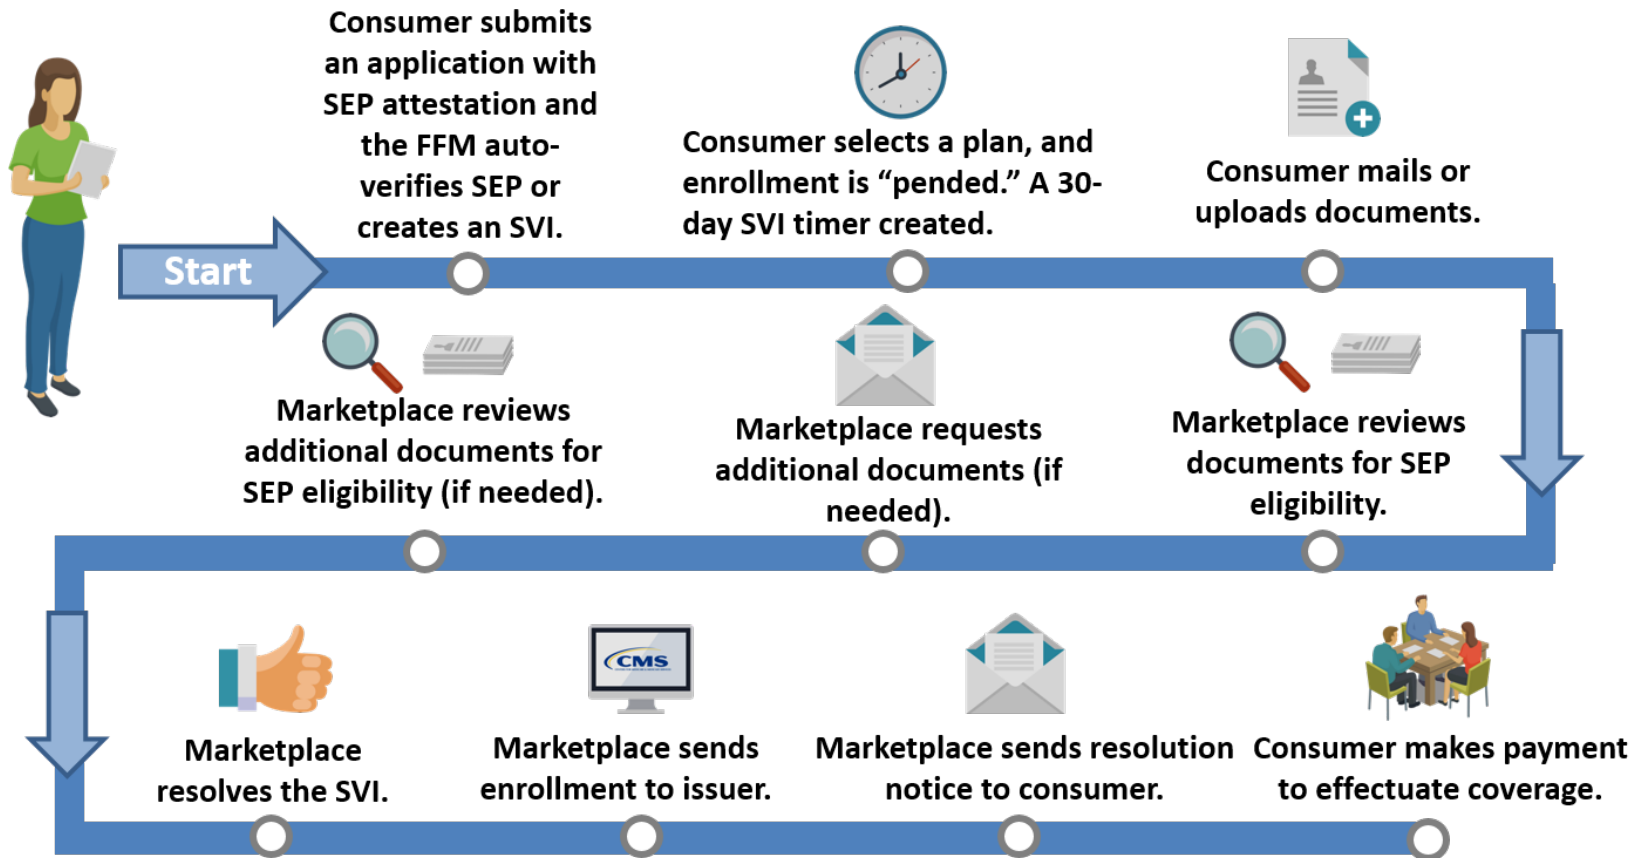 Consumer submits
an application with
SEP attestation and
the FFM auto-
verifies SEP or
creates an SVI.
Consumer selects a plan, and
enrollment is “pended.” A 30-
day SVI timer created.
Consumer mails or
uploads documents.
Start
Marketplace reviews
documents for SEP
eligibility.
Marketplace requests
additional documents (if
needed).
Marketplace reviews
additional documents for
SEP eligibility (if needed).
Marketplace
resolves the SVI.
CMS
Marketplace sends
enrollment to issuer.
Marketplace sends resolution
notice to consumer.
Consumer makes payment
to effectuate coverage.